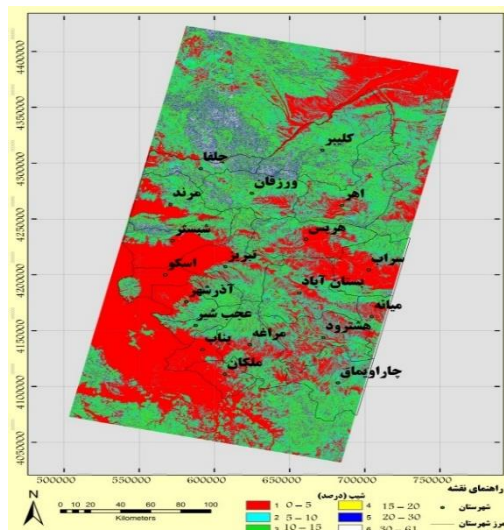 4400000
4350000
4300000
4250000
4200000
4150000
4100000
4050000
کلیبر
جلفا
ورزقان
اهر
مرند
هریس
شبستر
سراب
تبریز
اسکو
بستان آباد
آذرشهر
میانه
عجب شیر
هشترود
مراغه
بناب
ملکان
چاراویماق
500000 550000 600000 650000 700000 750000
راهنمای نقشه
شیب (درصد)
شهرستان
مرز شهرستان
1 0 - 5
2 5 - 10
3 10 - 15
4 15 - 20
5 20 - 30
6 30 - 61
N
0 10 20 40 60 80 100
Kilometers